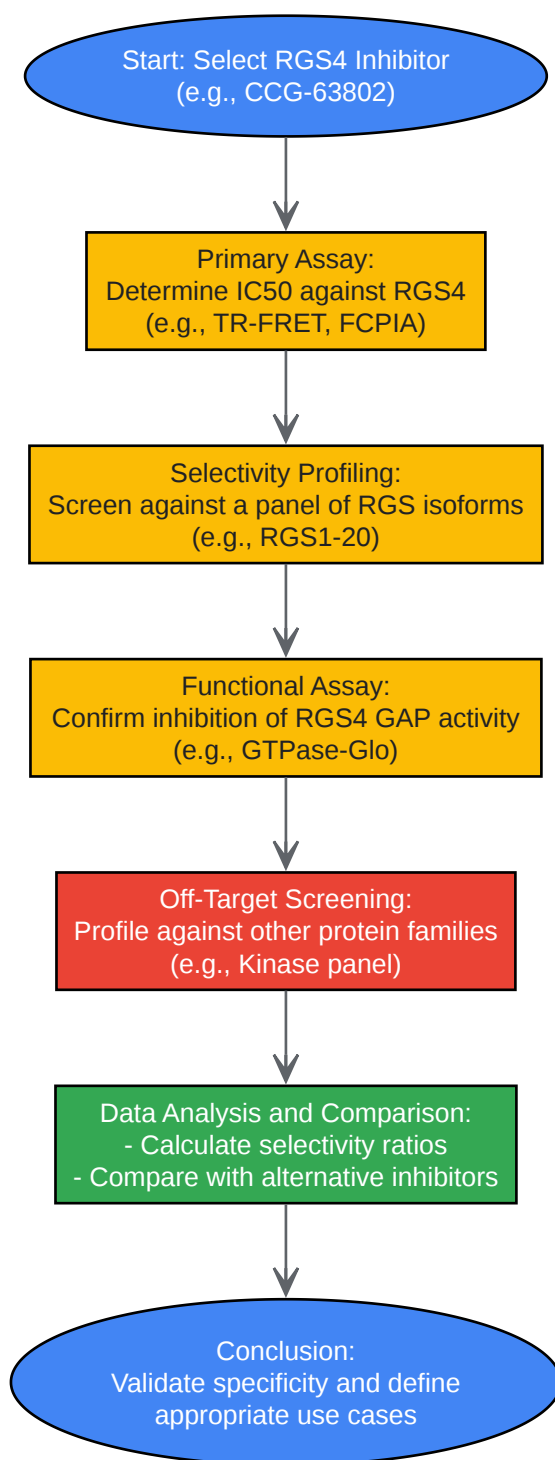 Start: Select RGS4 Inhibitor
(e.g., CCG-63802)
Primary Assay:
Determine IC50 against RGS4
(e.g., TR-FRET, FCPIA)
Selectivity Profiling:
Screen against a panel of RGS isoforms
(e.g., RGS1-20)
Functional Assay:
Confirm inhibition of RGS4 GAP activity
(e.g., GTPase-Glo)
Off-Target Screening:
Profile against other protein families
(e.g., Kinase panel)
Data Analysis and Comparison:
- Calculate selectivity ratios
- Compare with alternative inhibitors
Conclusion:
Validate specificity and define
appropriate use cases